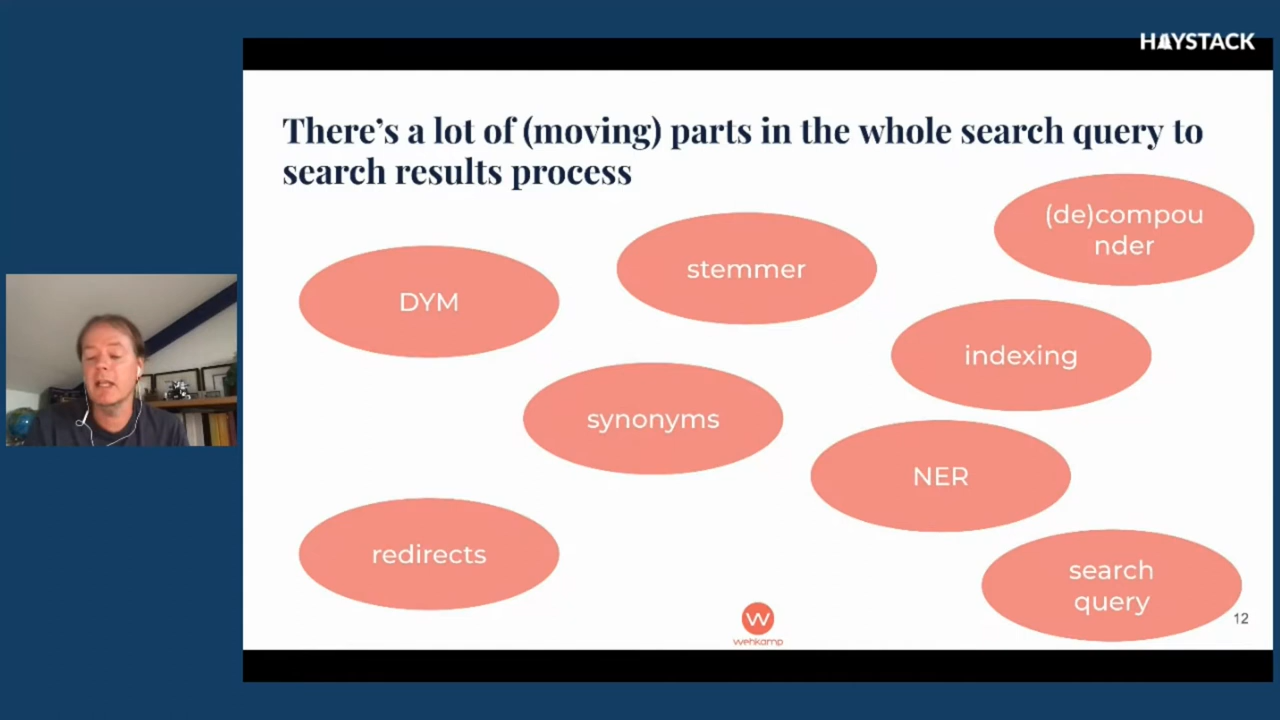 HAYSTACK
There's a lot of (moving) parts in the whole search query to
search results process
(de)compou
nder
stemmer
DYM
indexing
synonyms
NER
redirects
search
query
W
wehkamp
12